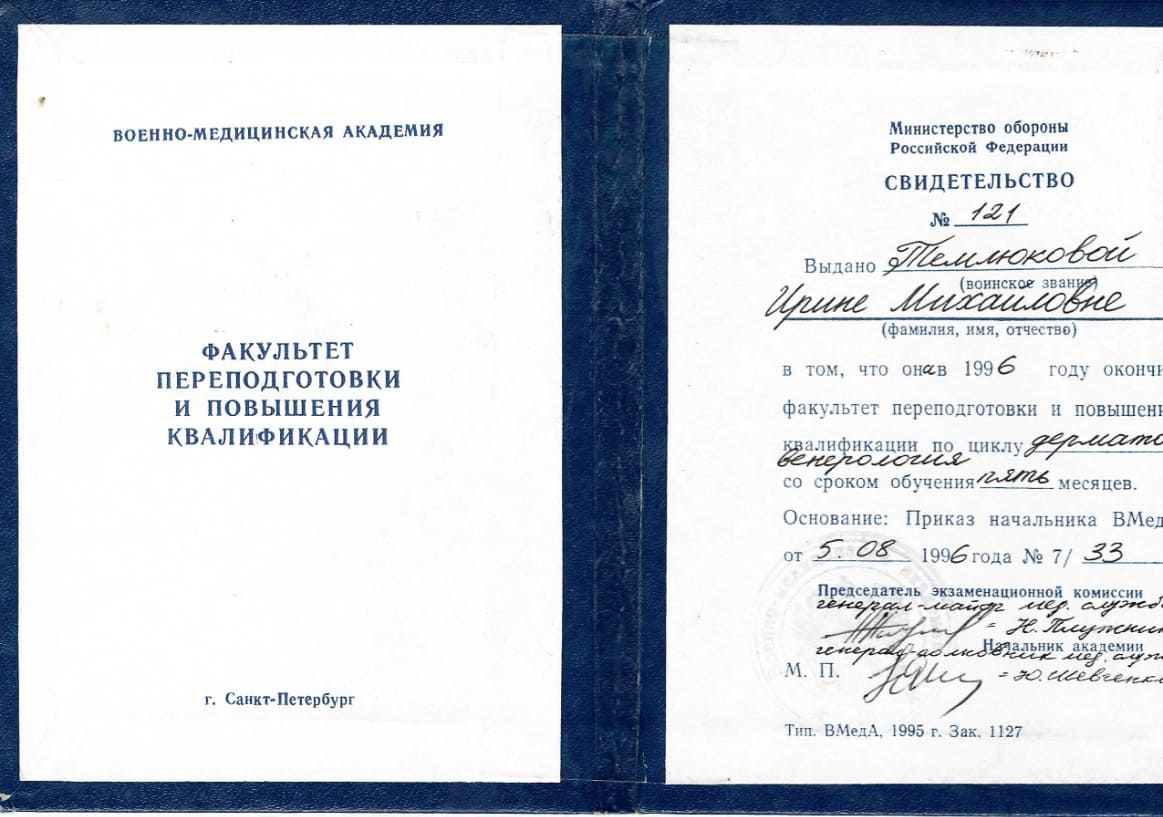 ВОЕННО-МЕДИЦИНСКАЯ АКАДЕМИЯ
ФАКУЛЬТЕТ
ПЕРЕПОДГОТОВКИ
И ПОВЫШЕНИЯ
КВАЛИФИКАЦИИ
г. Санкт-Петербург
Министерство обороны
Российской Федерации
СВИДЕТЕЛЬСТВО
№ 121
Выдано Темлюковой
(воинское звание)
Ирине Михайловне
(фамилия, имя, отчество)
в том, что она в 1996 году окончи
факультет переподготовки и повышени
квалификации по циклу дермато
венерология
со сроком обучения пять месяцев.
Основание: Приказ начальника ВМед
от 5.08 1996 года № 7/ 33
Председатель экзаменационной комиссии
генерал-майор мед. служб
Н. Плужник
Начальник академии
генерал-полковник мед. служ
М. П. Ю. Шевченко
Тип. ВМедА, 1995 г. Зак. 1127